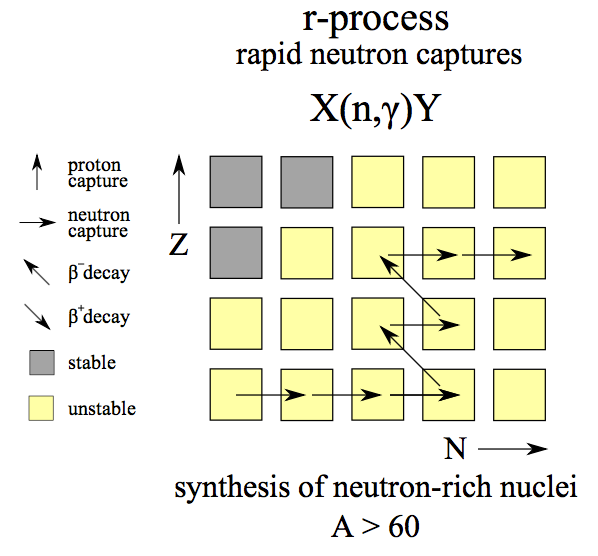 r-process
rapid neutron captures
X(n,γ)Y
proton
capture
neutron
capture
β⁻decay
β⁺decay
stable
unstable
Z
N
synthesis of neutron-rich nuclei
A > 60